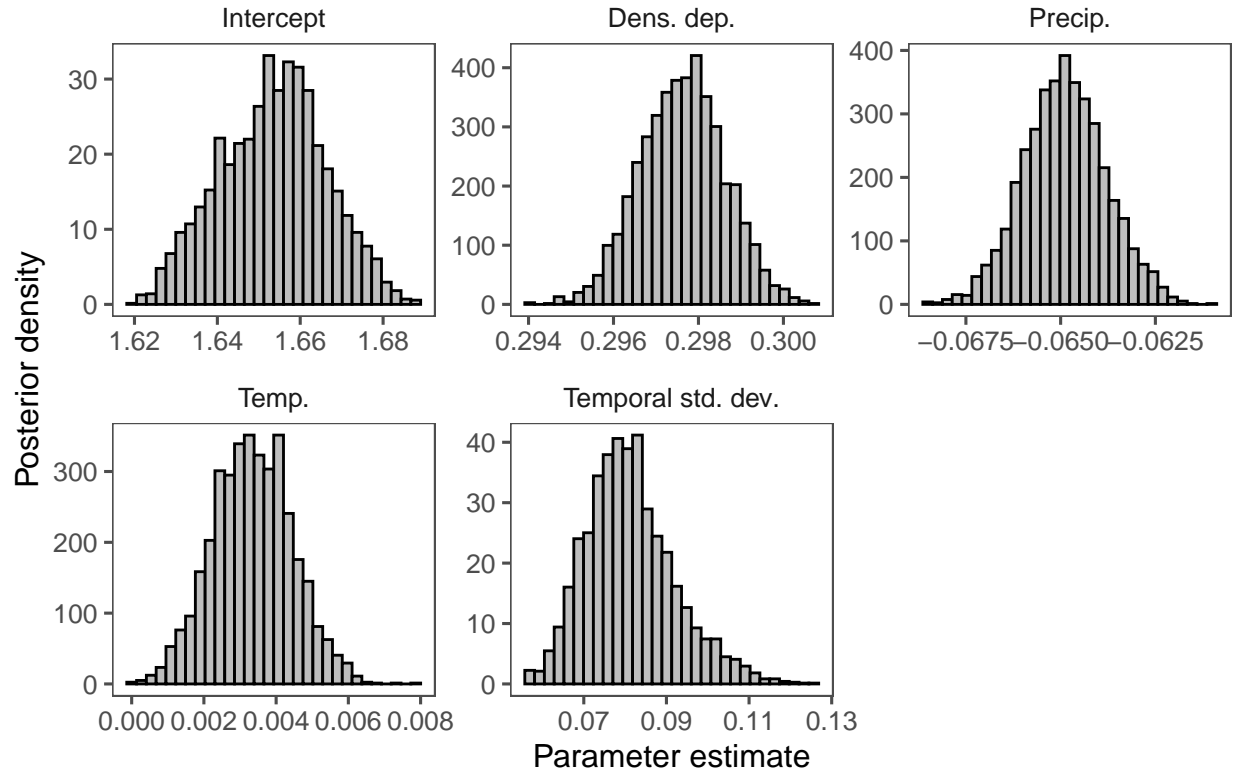 Intercept
Dens. dep.
Precip.
30
20
10
0
1.62 1.64 1.66 1.68
400
300
200
100
0
0.294 0.296 0.298 0.300
400
300
200
100
0
−0.0675 −0.0650 −0.0625
Posterior density
Temp.
Temporal std. dev.
300
200
100
0
0.000 0.002 0.004 0.006 0.008
40
30
20
10
0
0.07 0.09 0.11 0.13
Parameter estimate